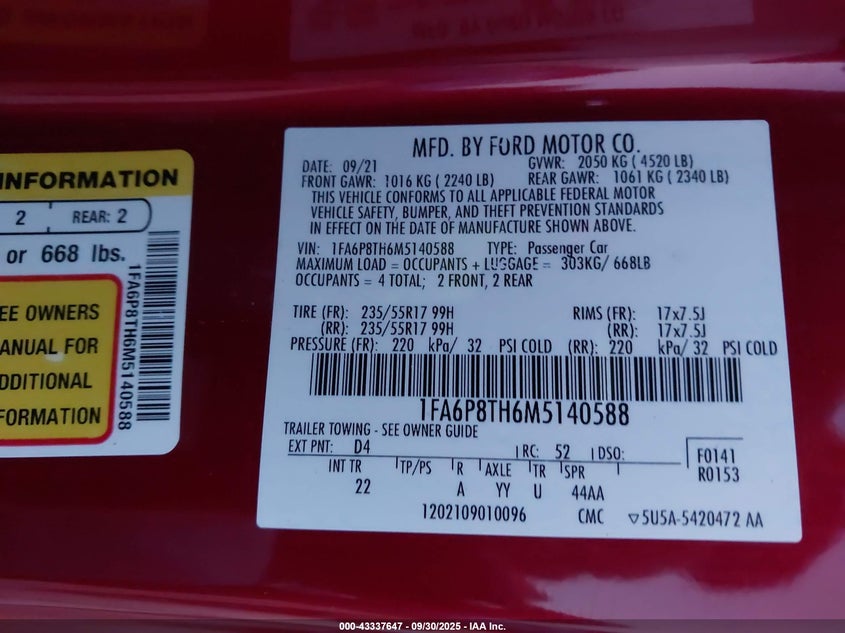 INFORMATION
2 REAR: 2
or 668 lbs.
EE OWNERS
ANUAL FOR
DDITIONAL
FORMATION
1FA6P8TH6M5140588
MFD. BY FORD MOTOR CO.
DATE: 09/21 GVWR: 2050 KG ( 4520 LB)
FRONT GAWR: 1016 KG ( 2240 LB) REAR GAWR: 1061 KG ( 2340 LB)
THIS VEHICLE CONFORMS TO ALL APPLICABLE FEDERAL MOTOR
VEHICLE SAFETY, BUMPER, AND THEFT PREVENTION STANDARDS
IN EFFECT ON THE DATE OF MANUFACTURE SHOWN ABOVE.
VIN: 1FA6P8TH6M5140588 TYPE: Passenger Car
MAXIMUM LOAD = OCCUPANTS + LUGGAGE = 303KG/ 668LB
OCCUPANTS = 4 TOTAL; 2 FRONT, 2 REAR
TIRE (FR): 235/55R17 99H RIMS (FR): 17x7.5J
(RR): 235/55R17 99H (RR): 17x7.5J
PRESSURE (FR): 220 kPa/ 32 PSI COLD (RR): 220 kPa/ 32 PSI COLD
1FA6P8TH6M5140588
TRAILER TOWING - SEE OWNER GUIDE
EXT PNT: D4 RC: 52 DSO: F0141
R0153
INT TR TP/PS R AXLE TR SPR
22 A YY U 44AA
1202109010096 CMC ▽5U5A-5420472 AA
000-43337647 - 09/30/2025 - IAA Inc.